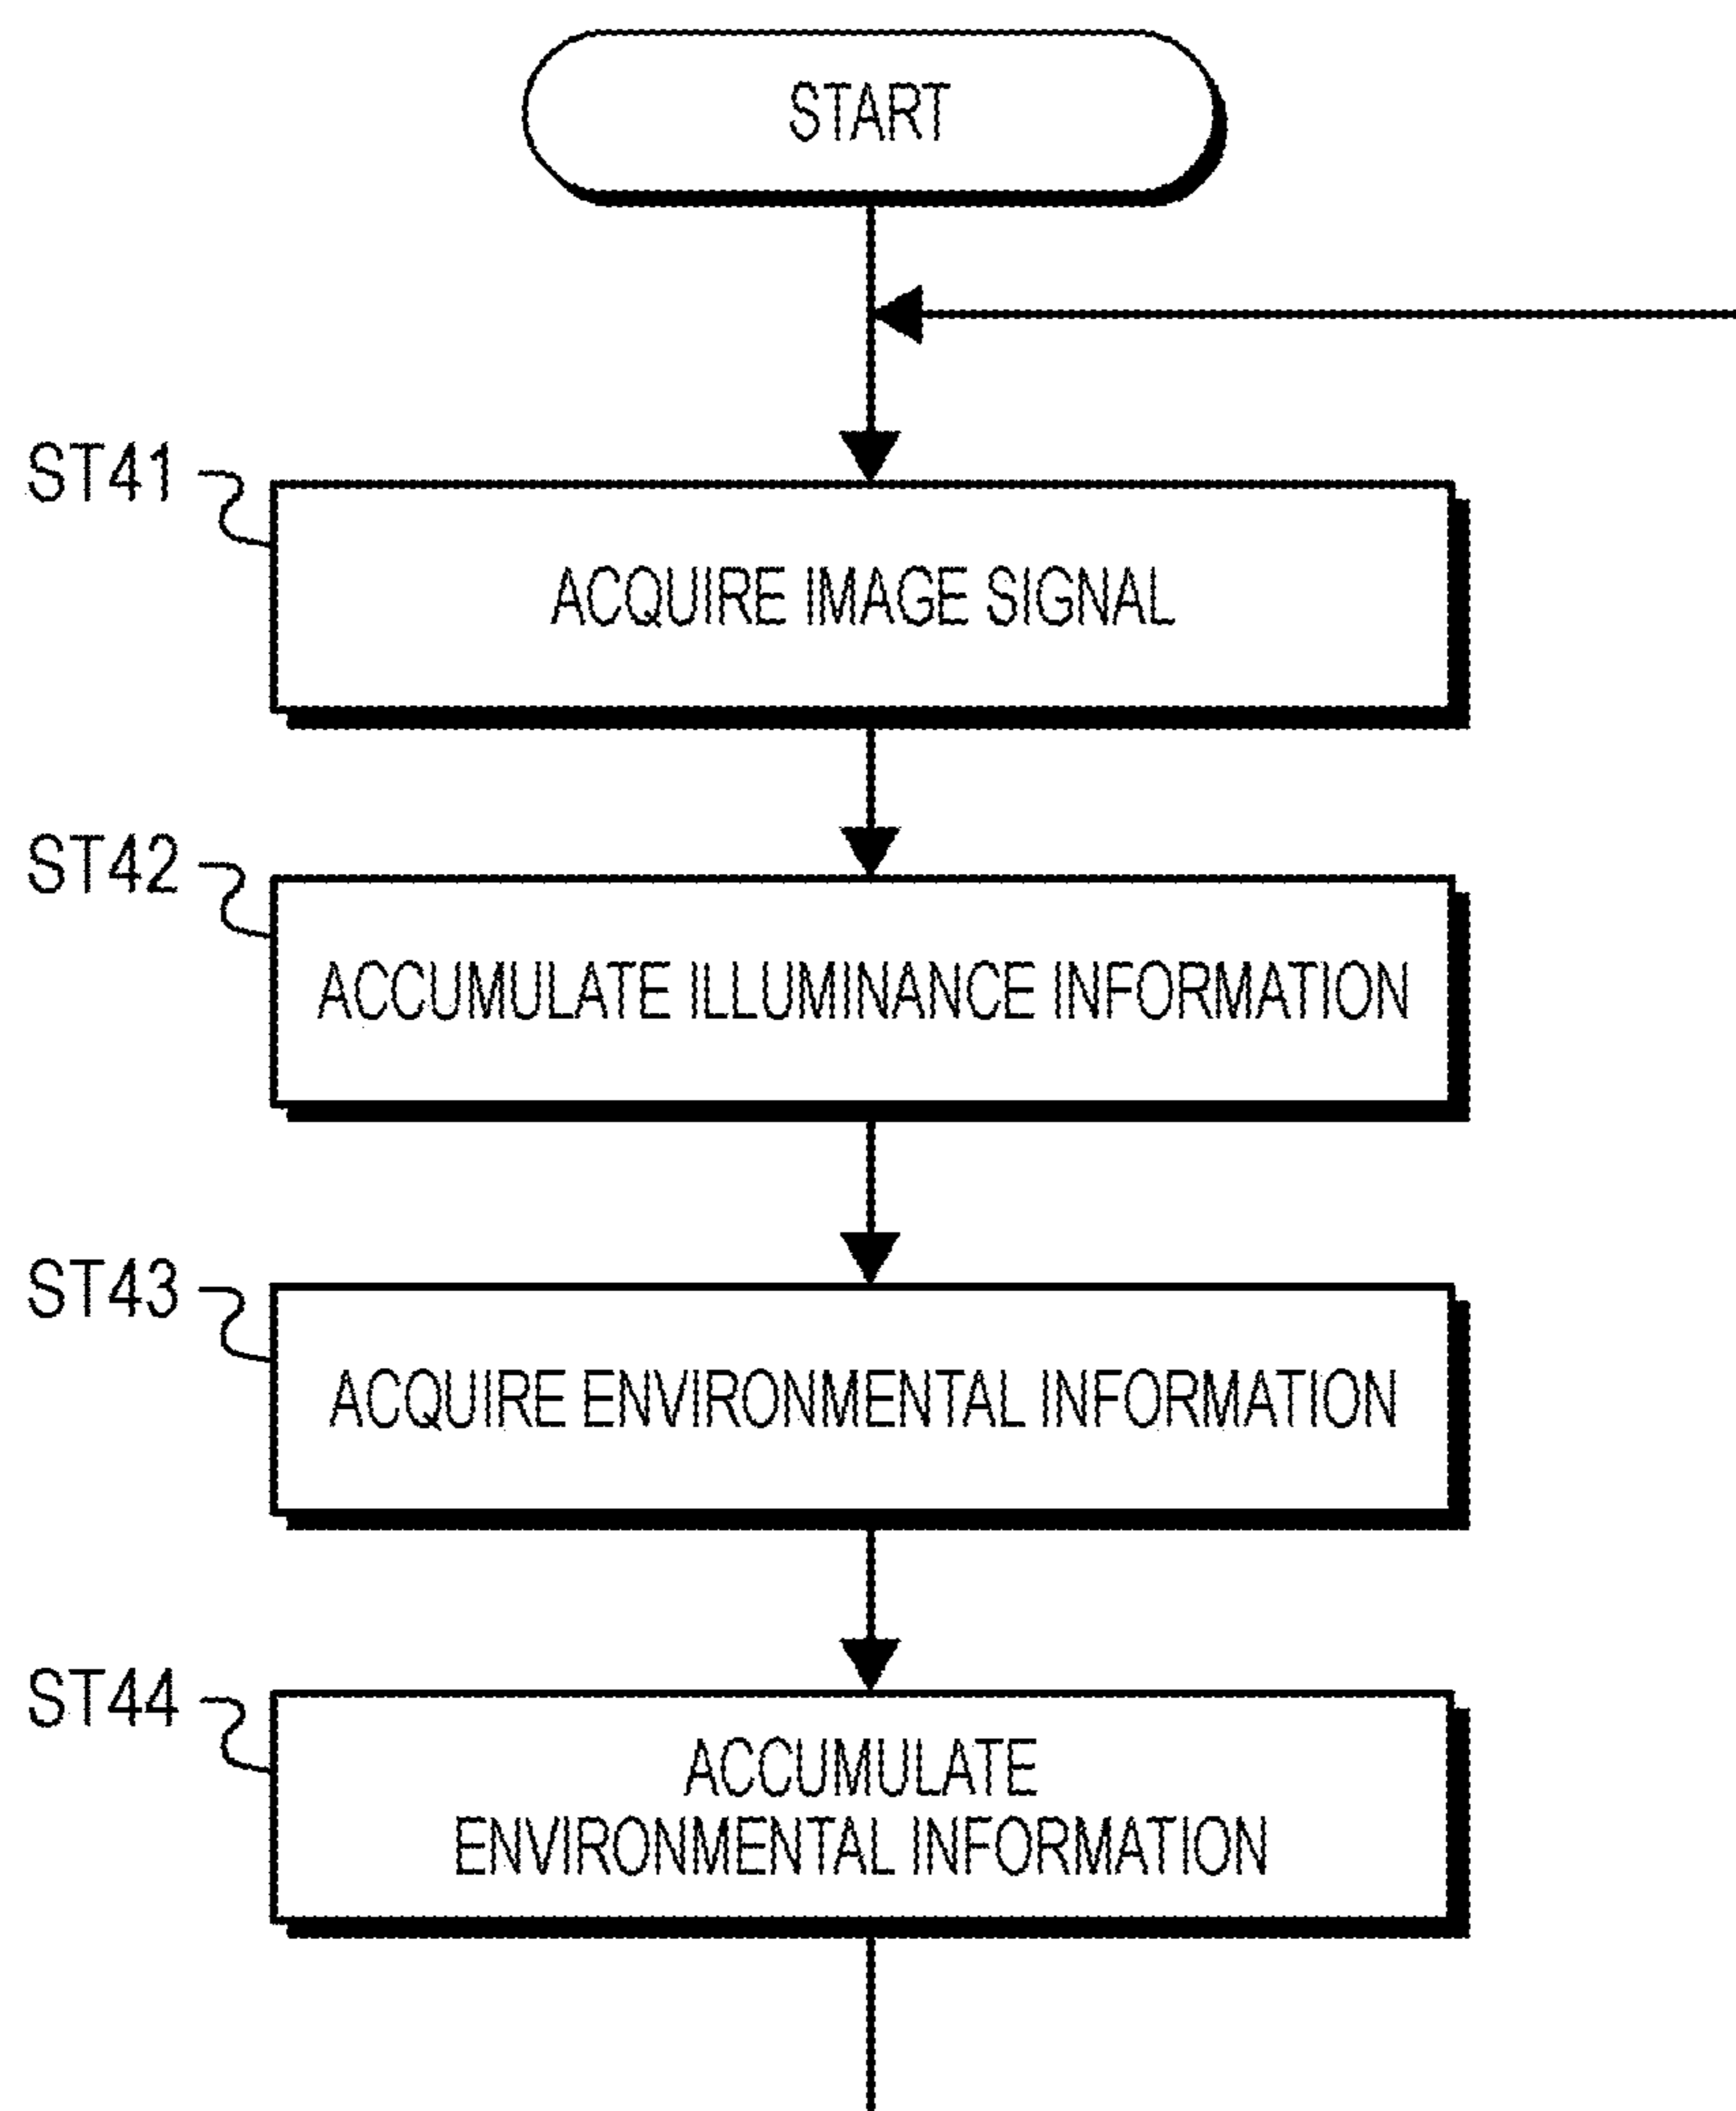 START
ST41
ACQUIRE IMAGE SIGNAL
ST42
ACCUMULATE ILLUMINANCE INFORMATION
ST43
ACQUIRE ENVIRONMENTAL INFORMATION
ST44
ACCUMULATE
ENVIRONMENTAL INFORMATION